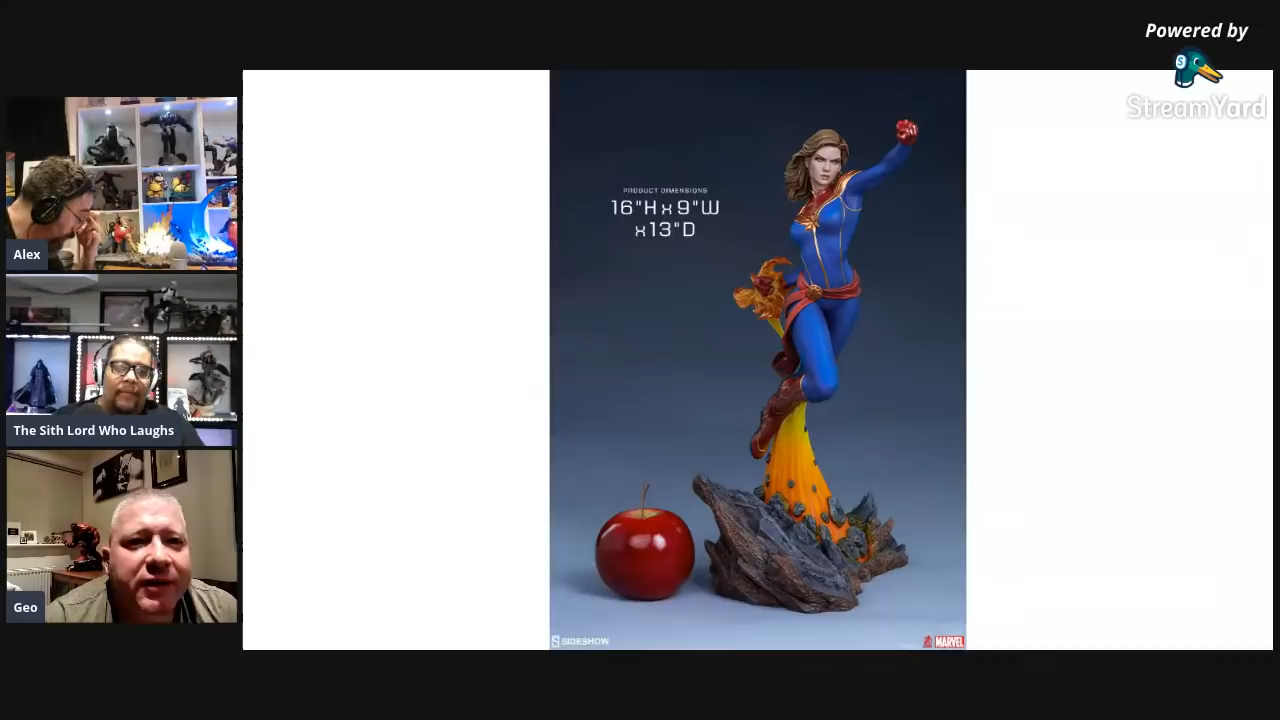 Powered by
StreamYard
Alex
The Sith Lord Who Laughs
Geo
PRODUCT DIMENSIONS
16"H x 9"W
x 13"D
SIDESHOW
MARVEL